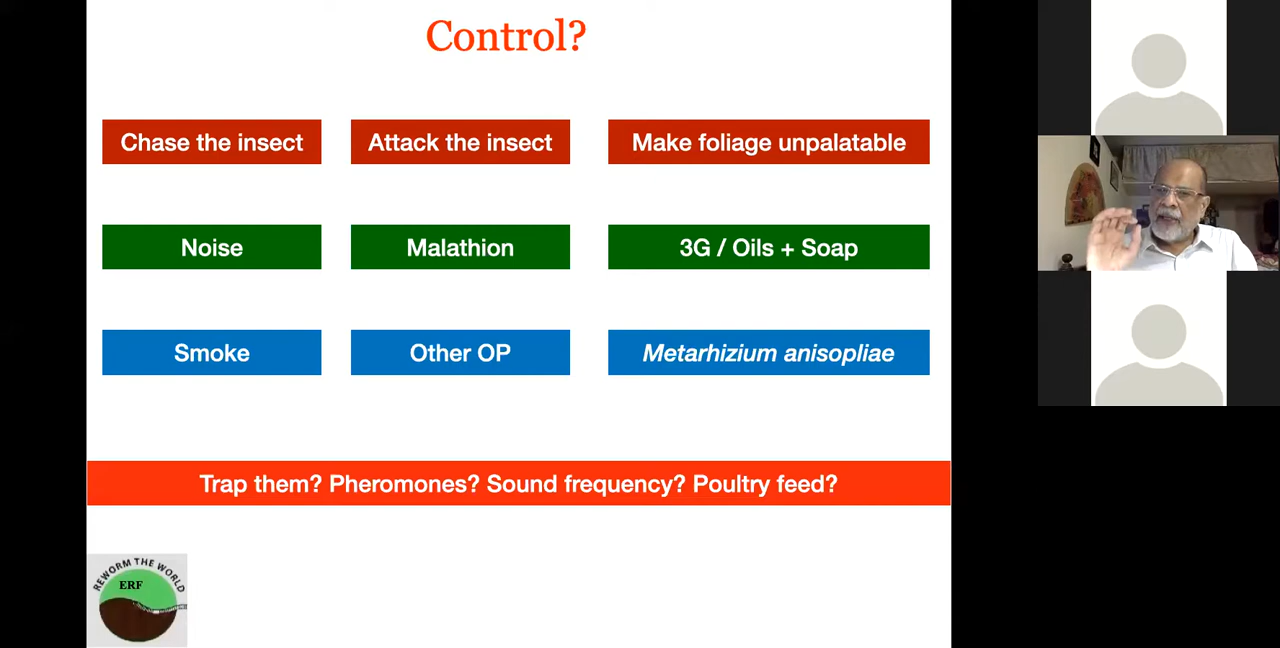 Control?
Chase the insect
Attack the insect
Make foliage unpalatable
Noise
Malathion
3G / Oils + Soap
Smoke
Other OP
Metarhizium anisopliae
Trap them? Pheromones? Sound frequency? Poultry feed?
REWORM THE WORLD
ERF